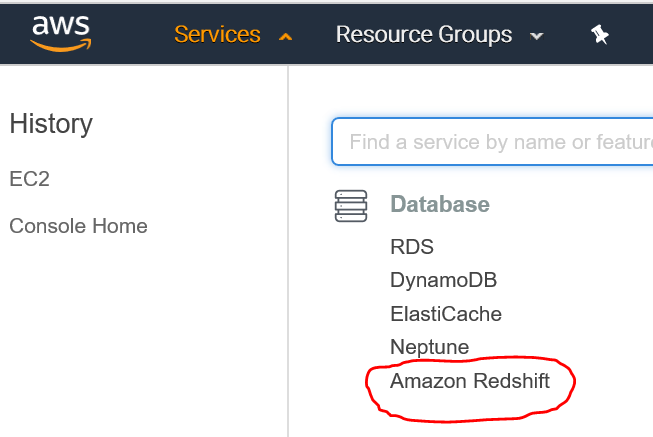 aws
Services
Resource Groups
History
EC2
Console Home
Find a service by name or feature
Database
RDS
DynamoDB
ElastiCache
Neptune
Amazon Redshift